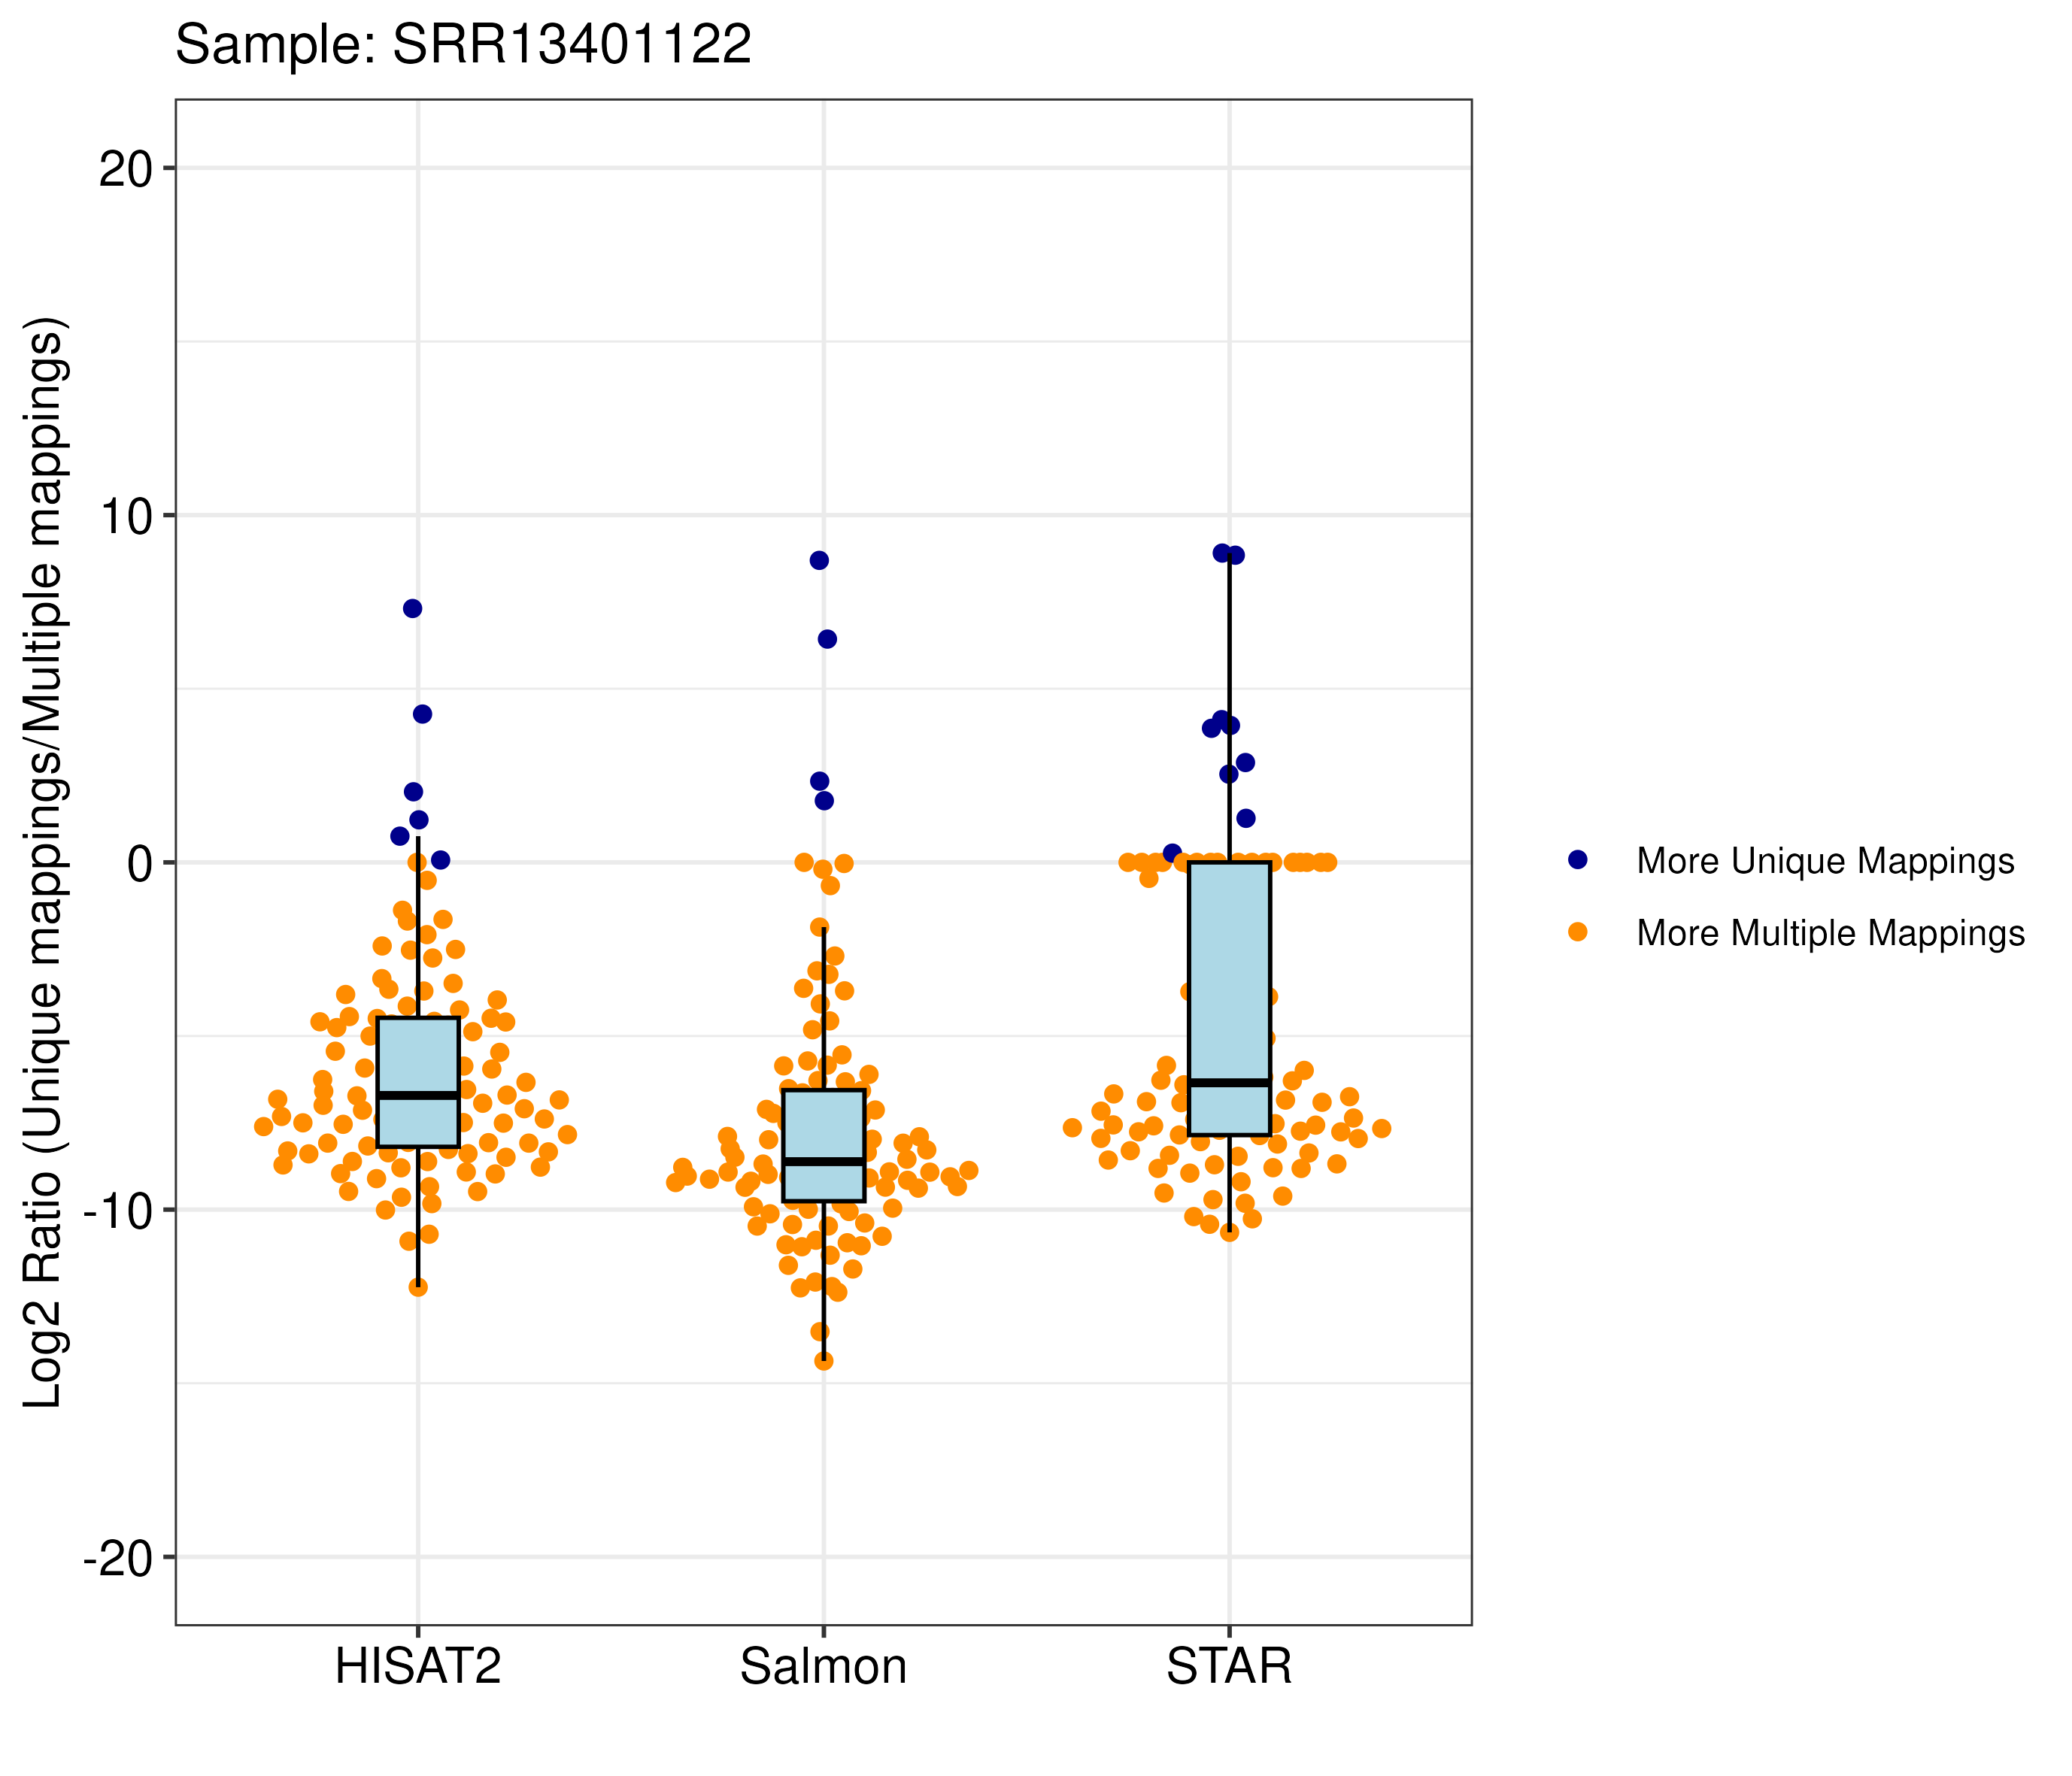 Sample: SRR13401122
Log2 Ratio (Unique mappings/Multiple mappings)
20
10
0
-10
-20
HISAT2
Salmon
STAR
More Unique Mappings
More Multiple Mappings